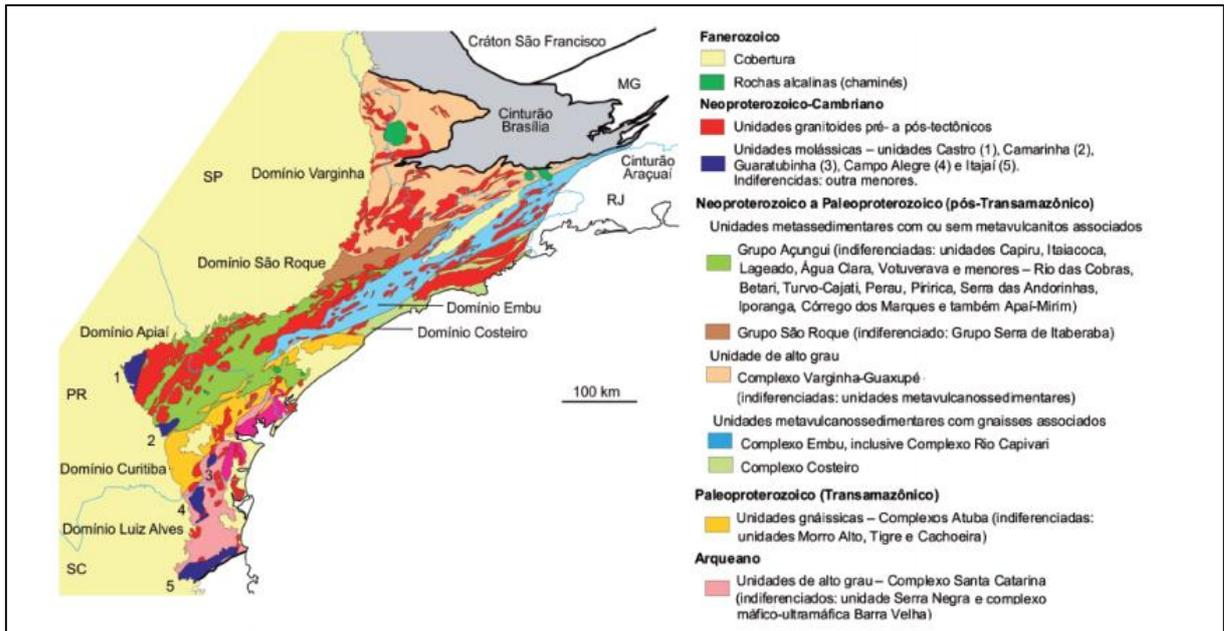 Cráton São Francisco
MG
Cinturão
Brasília
Cinturão
Araçuaí
SP
Domínio Varginha
RJ
Domínio São Roque
Domínio Embu
Domínio Apiaí
Domínio Costeiro
1
PR
100 km
2
Domínio Curitiba
3
4
Domínio Luiz Alves
SC
5
Fanerozoico
Cobertura
Rochas alcalinas (chaminés)
Neoproterozoico-Cambriano
Unidades granitoides pré- a pós-tectônicos
Unidades molássicas – unidades Castro (1), Camarinha (2),
Guaratubinha (3), Campo Alegre (4) e Itajaí (5).
Indiferencidas: outra menores.
Neoproterozoico a Paleoproterozoico (pós-Transamazônico)
Unidades metassedimentares com ou sem metavulcanitos associados
Grupo Açungui (indiferenciadas: unidades Capiru, Itaiacoca,
Lageado, Água Clara, Votuverava e menores – Rio das Cobras,
Betari, Turvo-Cajati, Perau, Piririca, Serra das Andorinhas,
Iporanga, Córrego dos Marques e também Apaí-Mirim)
Grupo São Roque (indiferenciado: Grupo Serra de Itaberaba)
Unidade de alto grau
Complexo Varginha-Guaxupé
(indiferenciadas: unidades metavulcanossedimentares)
Unidades metavulcanossedimentares com gnaisses associados
Complexo Embu, inclusive Complexo Rio Capivari
Complexo Costeiro
Paleoproterozoico (Transamazônico)
Unidades gnáissicas – Complexos Atuba (indiferenciadas:
unidades Morro Alto, Tigre e Cachoeira)
Arqueano
Unidades de alto grau – Complexo Santa Catarina
(indiferenciados: unidade Serra Negra e complexo
máfico-ultramáfica Barra Velha)